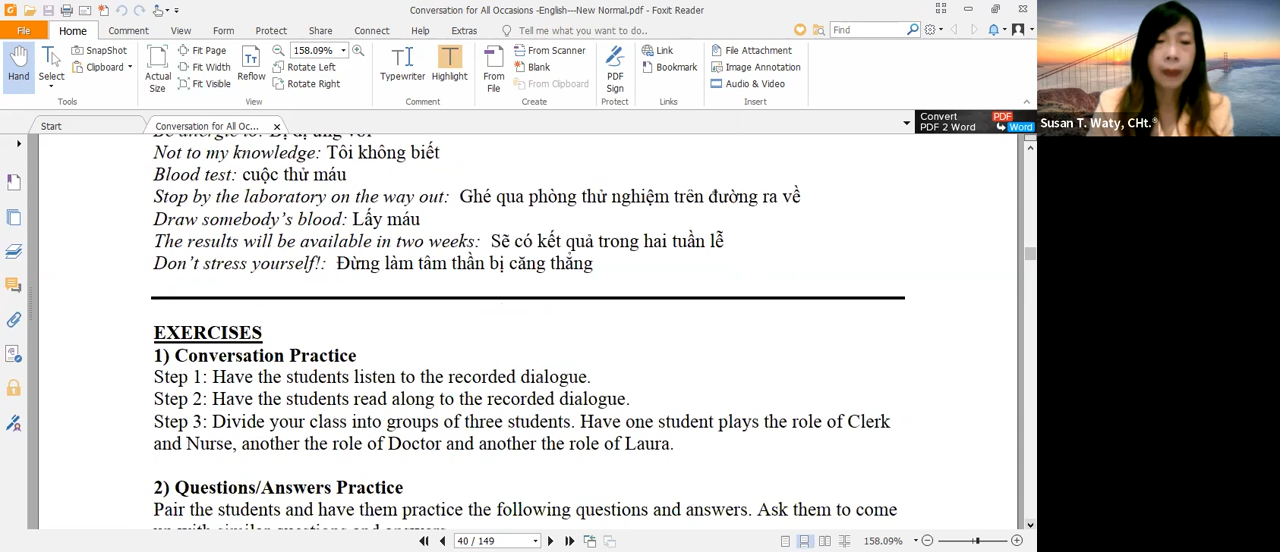 Conversation for All Occasions -English---New Normal.pdf - Foxit Reader
File Home Comment View Form Protect Share Connect Help Extras Tell me what you want to do.. Find
SnapShot Fit Page 158.09% From Scanner Link File Attachment
Clipboard Fit Width Rotate Left Blank Bookmark Image Annotation
Fit Visible Rotate Right From Clipboard Audio & Video
Hand Select Actual Size Reflow Typewriter Highlight From File PDF Sign
Tools View Comment Create Protect Links Insert
Susan T. Waty, CHt.®
Start Conversation for All Occ...
Convert PDF
PDF 2 Word Word
Not to my knowledge: Tôi không biết
Blood test: cuộc thử máu
Stop by the laboratory on the way out: Ghé qua phòng thử nghiệm trên đường ra về
Draw somebody’s blood: Lấy máu
The results will be available in two weeks: Sẽ có kết quả trong hai tuần lễ
Don’t stress yourself!: Đừng làm tâm thần bị căng thẳng
EXERCISES
1) Conversation Practice
Step 1: Have the students listen to the recorded dialogue.
Step 2: Have the students read along to the recorded dialogue.
Step 3: Divide your class into groups of three students. Have one student plays the role of Clerk
and Nurse, another the role of Doctor and another the role of Laura.
2) Questions/Answers Practice
Pair the students and have them practice the following questions and answers. Ask them to come
40 / 149 158.09%